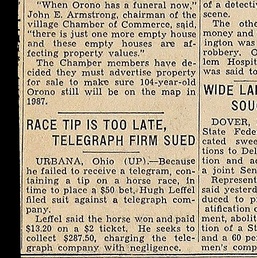 "When Orono has a funeral now,"
John E. Armstrong, chairman of the
village Chamber of Commerce, said,
"there is just one more empty house
and these empty houses are af-
fecting property values."
The Chamber members have de-
cided they must advertise property
for sale to make sure 104-year-old
Orono still will be on the map in
1987.
RACE TIP IS TOO LATE,
TELEGRAPH FIRM SUED
URBANA, Ohio (UP).—Because
he failed to receive a telegram, con-
taining a tip on a horse race, in
time to place a $50 bet, Hugh Leffel
filed suit against a telegraph com-
pany.
Leffel said the horse won and paid
$13.20 on a $2 ticket. He seeks to
collect $287.50, charging the tele-
graph company with negligence.
of a detectiv
scene.
The othe
money and
ington was
robbery. C
lem Hospit
was said to
WIDE LA
SOU
DOVER,
State Fede
cated swee
tions to Del
tion and a
a joint Sen
Represent
said yesterd
duced to p
atification o
ment, abolit
tion of a S
and a 60 pe
men's comp